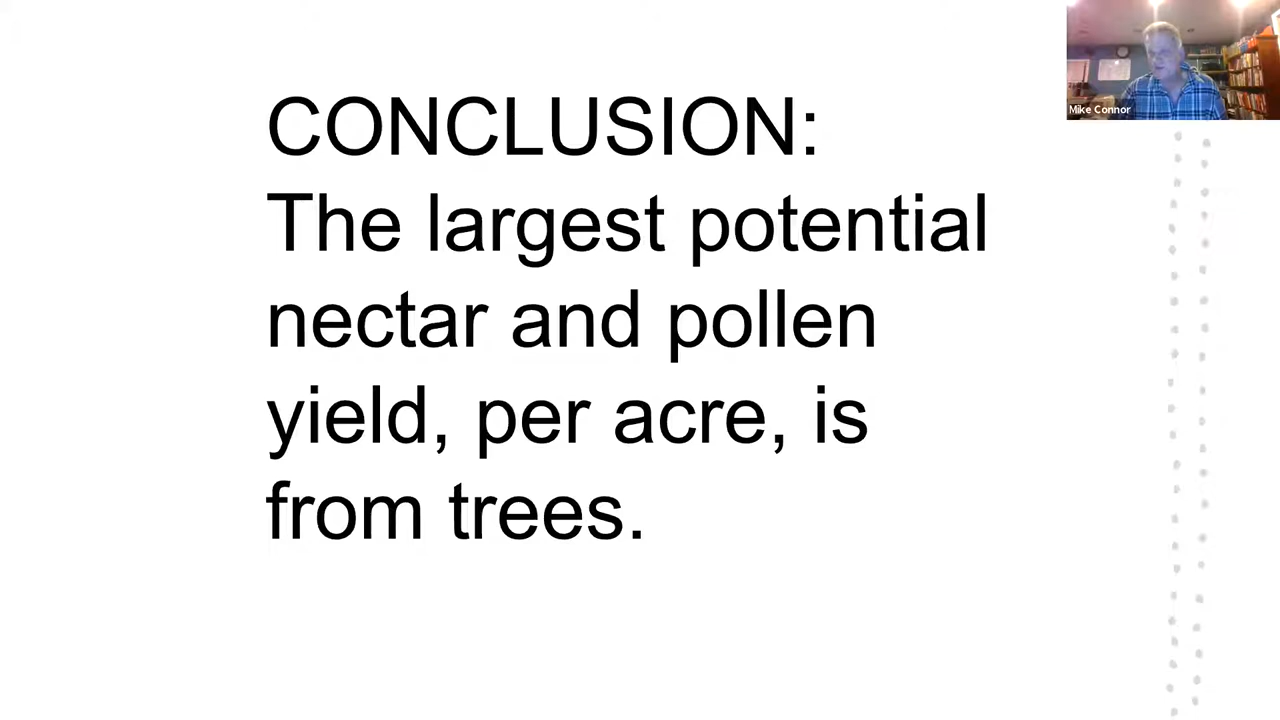 CONCLUSION:
The largest potential
nectar and pollen
yield, per acre, is
from trees.
Mike Connor